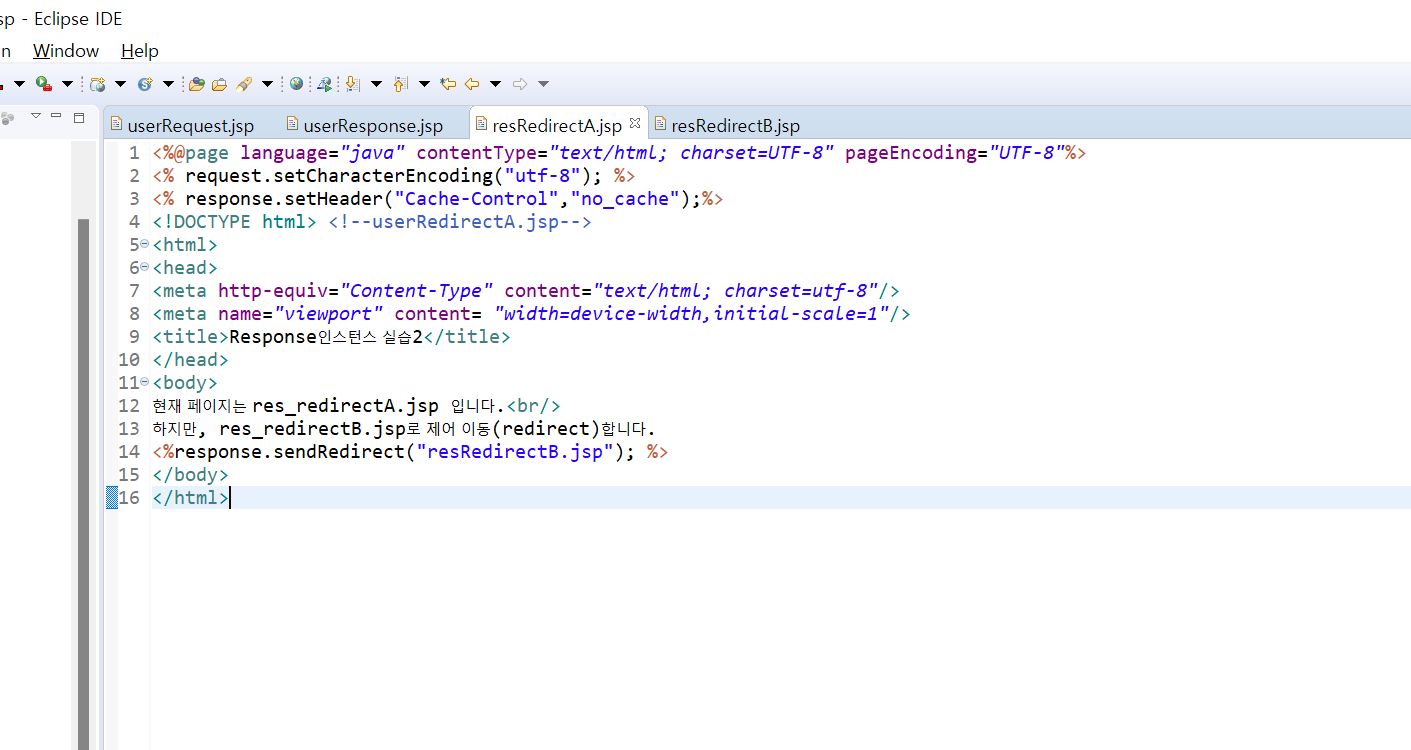 sp - Eclipse IDE
n Window Help
userRequest.jsp userResponse.jsp resRedirectA.jsp resRedirectB.jsp
1 <%@page language="java" contentType="text/html; charset=UTF-8" pageEncoding="UTF-8"%>
2 <% request.setCharacterEncoding("utf-8"); %>
3 <% response.setHeader("Cache-Control","no_cache");%>
4 <!DOCTYPE html> <!--userRedirectA.jsp-->
5 <html>
6 <head>
7 <meta http-equiv="Content-Type" content="text/html; charset=utf-8"/>
8 <meta name="viewport" content= "width=device-width,initial-scale=1"/>
9 <title>Response인스턴스 실습2</title>
10 </head>
11 <body>
12 현재 페이지는 res_redirectA.jsp 입니다.<br/>
13 하지만, res_redirectB.jsp로 제어 이동(redirect)합니다.
14 <%response.sendRedirect("resRedirectB.jsp"); %>
15 </body>
16 </html>